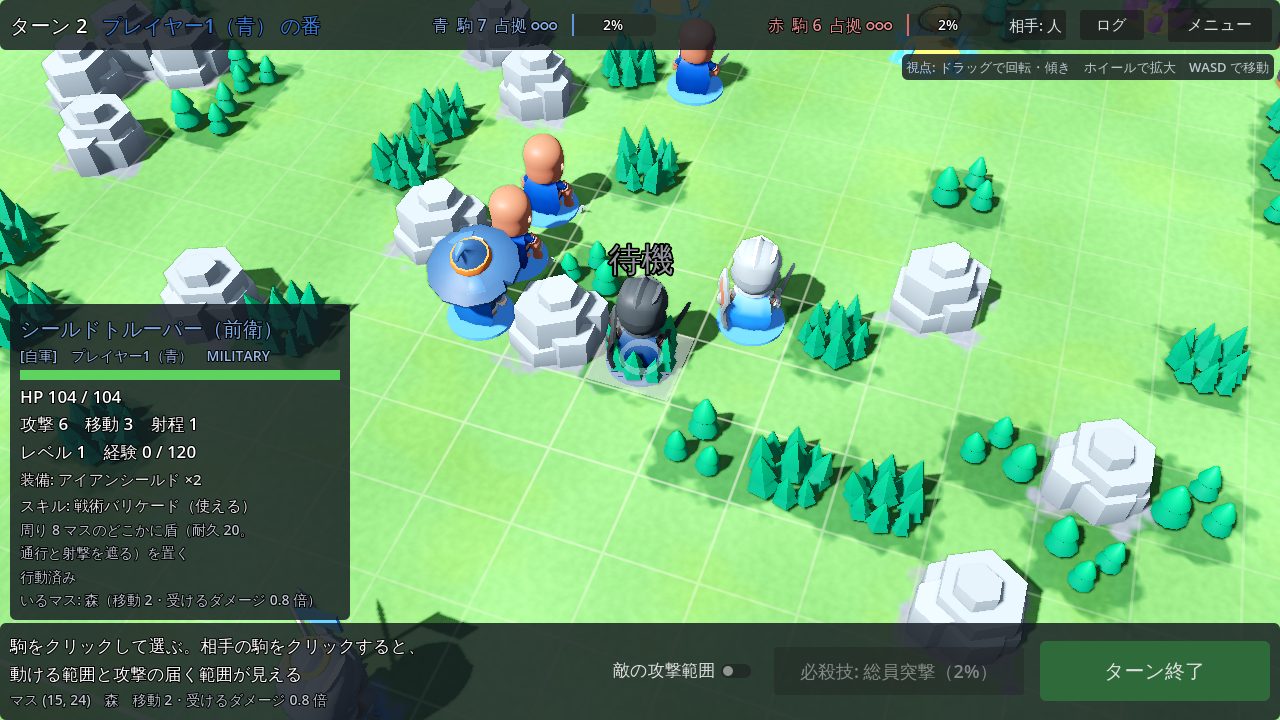 ターン 2 プレイヤー1（青） の番 青 駒 7 占拠 ○○○ 2% 赤 駒 6 占拠 ○○○ 2% 相手: 人 ログ メニュー
視点: ドラッグで回転・傾き ホイールで拡大 WASD で移動
待機
シールドトルーパー（前衛）
[自軍] プレイヤー1（青） MILITARY
HP 104 / 104
攻撃 6 移動 3 射程 1
レベル 1 経験 0 / 120
装備: アイアンシールド ×2
スキル: 戦術バリケード（使える）
周り 8 マスのどこかに盾（耐久 20。
通行と射撃を遮る）を置く
行動済み
いるマス: 森（移動 2・受けるダメージ 0.8 倍）
駒をクリックして選ぶ。相手の駒をクリックすると、
動ける範囲と攻撃の届く範囲が見える
マス (15, 24) 森 移動 2・受けるダメージ 0.8 倍
敵の攻撃範囲
必殺技: 総員突撃（2%）
ターン終了